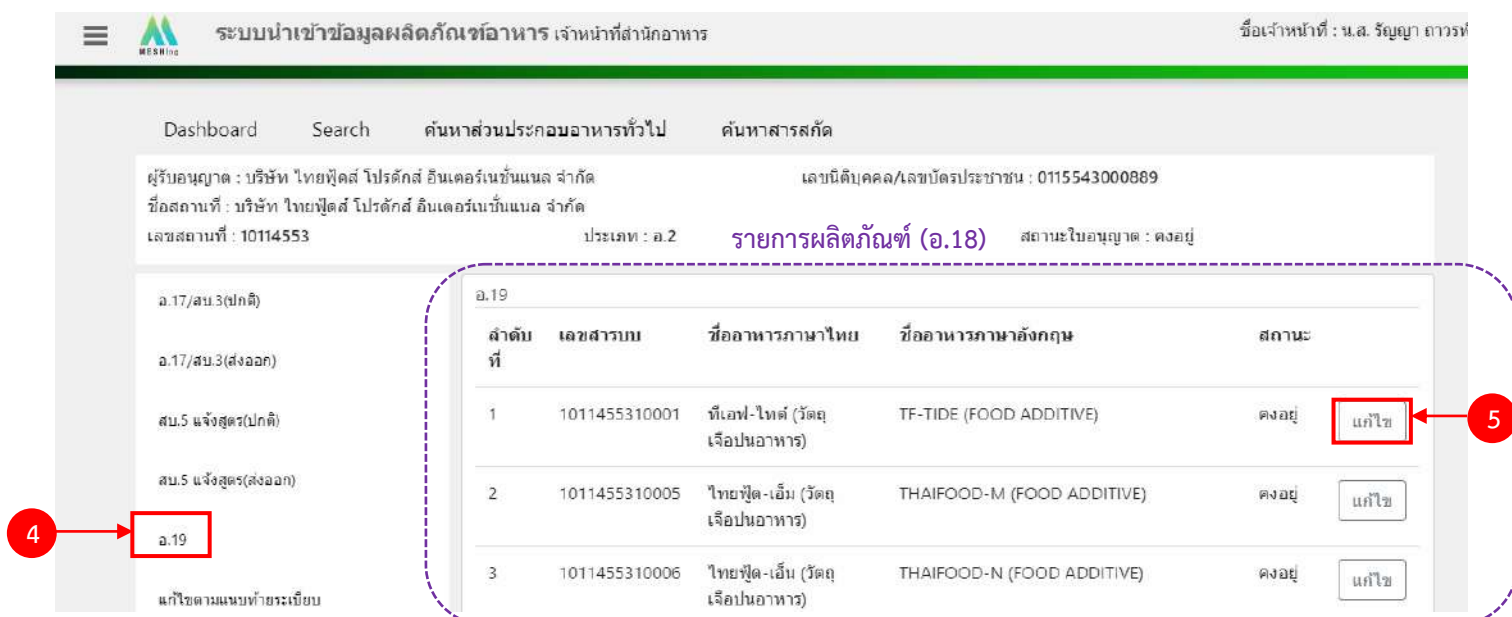 MESHlog
ระบบนำเข้าข้อมูลผลิตภัณฑ์อาหาร เจ้าหน้าที่สำนักอาหาร
ชื่อเจ้าหน้าที่ : น.ส. รัญญา
Dashboard Search ค้นหาส่วนประกอบอาหารทั่วไป ค้นหาสารสกัด
ผู้รับอนุญาต : บริษัท ไทยฟู้ดส์ โปรดักส์ อินเตอร์เนชั่นแนล จำกัด เลขนิติบุคคล/เลขบัตรประชาชน : 0115543000889
ชื่อสถานที่ : บริษัท ไทยฟู้ดส์ โปรดักส์ อินเตอร์เนชั่นแนล จำกัด
เลขสถานที่ : 10114553 ประเภท : อ.2 สถานะใบอนุญาต : คงอยู่
รายการผลิตภัณฑ์ (อ.18)
อ.17/สบ.3(ปกติ)
อ.17/สบ.3(ส่งออก)
สบ.5 แจ้งสูตร(ปกติ)
สบ.5 แจ้งสูตร(ส่งออก)
4
อ.19
แก้ไขตามแนบท้ายระเบียบ
อ.19
ลำดับ เลขสารบบ ชื่ออาหารภาษาไทย ชื่ออาหารภาษาอังกฤษ สถานะ
ที่
1 1011455310001 ทีเอฟ-ไทด์ (วัตถุ TF-TIDE (FOOD ADDITIVE) คงอยู่ แก้ไข 5
เจือปนอาหาร)
2 1011455310005 ไทยฟู้ด-เอ็ม (วัตถุ THAIFOOD-M (FOOD ADDITIVE) คงอยู่ แก้ไข
เจือปนอาหาร)
3 1011455310006 ไทยฟู้ด-เอ็น (วัตถุ THAIFOOD-N (FOOD ADDITIVE) คงอยู่ แก้ไข
เจือปนอาหาร)